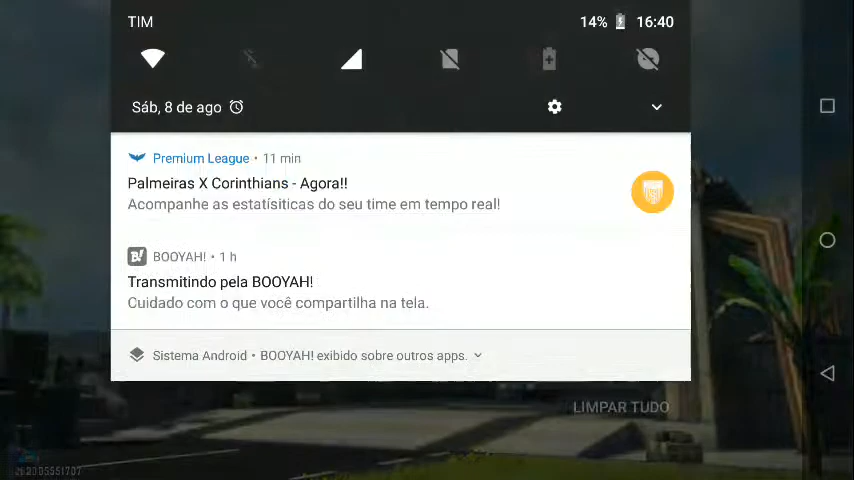 TIM
14% 16:40
Sáb, 8 de ago
Premium League • 11 min
Palmeiras X Corinthians - Agora!!
Acompanhe as estatísiticas do seu time em tempo real!
B! BOOYAH! • 1 h
Transmitindo pela BOOYAH!
Cuidado com o que você compartilha na tela.
Sistema Android • BOOYAH! exibido sobre outros apps.
LIMPAR TUDO